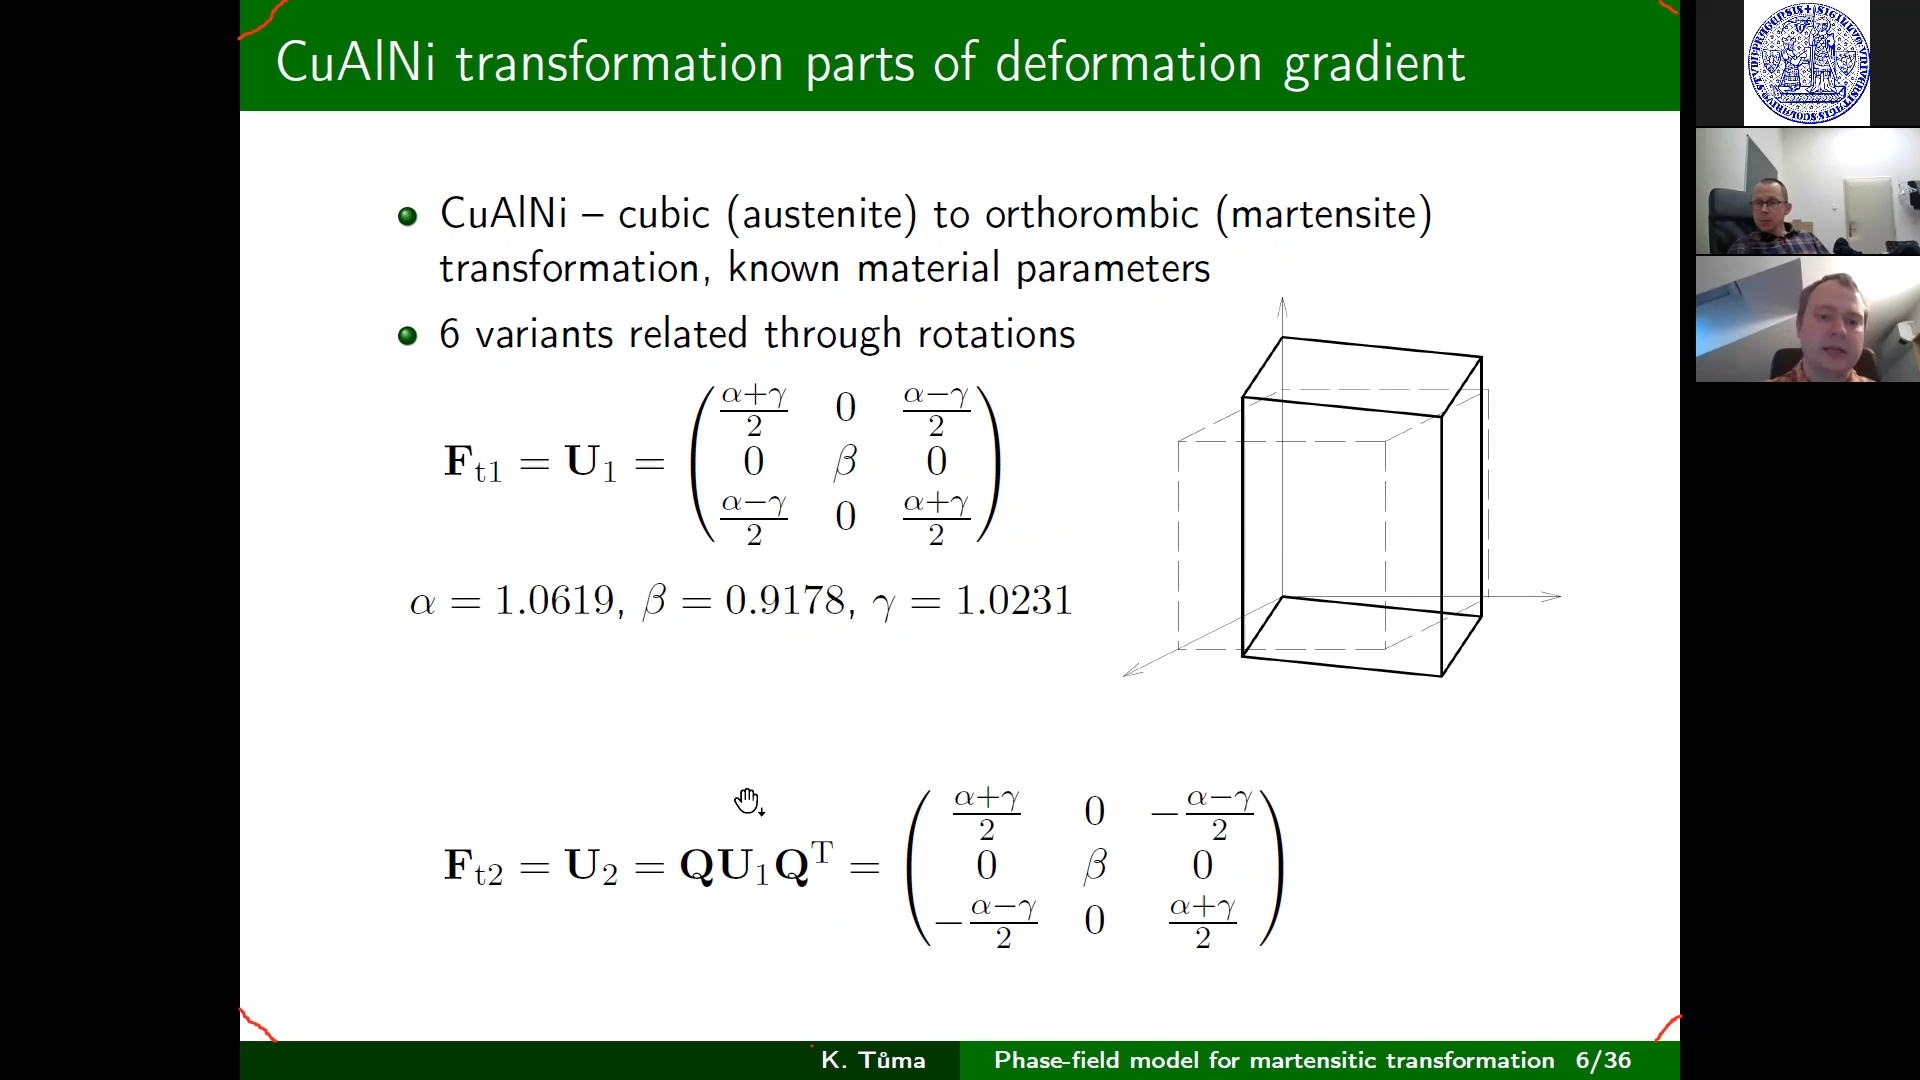 CuAlNi transformation parts of deformation gradient
CuAlNi – cubic (austenite) to orthorombic (martensite)
transformation, known material parameters
6 variants related through rotations
F_t1 = U_1 = ( (α+γ)/2 0 (α−γ)/2
0 β 0
(α−γ)/2 0 (α+γ)/2 )
α = 1.0619, β = 0.9178, γ = 1.0231
F_t2 = U_2 = QU_1Q^T = ( (α+γ)/2 0 −(α−γ)/2
0 β 0
−(α−γ)/2 0 (α+γ)/2 )
K. Tůma
Phase-field model for martensitic transformation 6/36